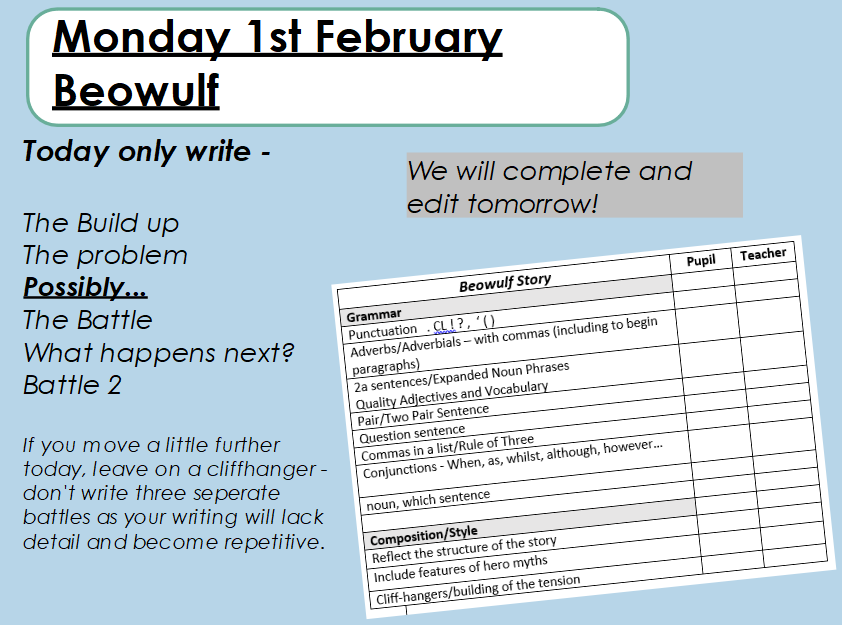 Monday 1st February
Beowulf
Today only write -
We will complete and
edit tomorrow!
The Build up
The problem
Possibly...
The Battle
What happens next?
Battle 2
If you move a little further
today, leave on a cliffhanger -
don't write three seperate
battles as your writing will lack
detail and become repetitive.
Beowulf Story Pupil Teacher
Grammar
Punctuation . CL ! ? , ‘ ( )
Adverbs/Adverbials – with commas (including to begin
paragraphs)
2a sentences/Expanded Noun Phrases
Quality Adjectives and Vocabulary
Pair/Two Pair Sentence
Question sentence
Commas in a list/Rule of Three
Conjunctions - When, as, whilst, although, however...
noun, which sentence
Composition/Style
Reflect the structure of the story
Include features of hero myths
Cliff-hangers/building of the tension